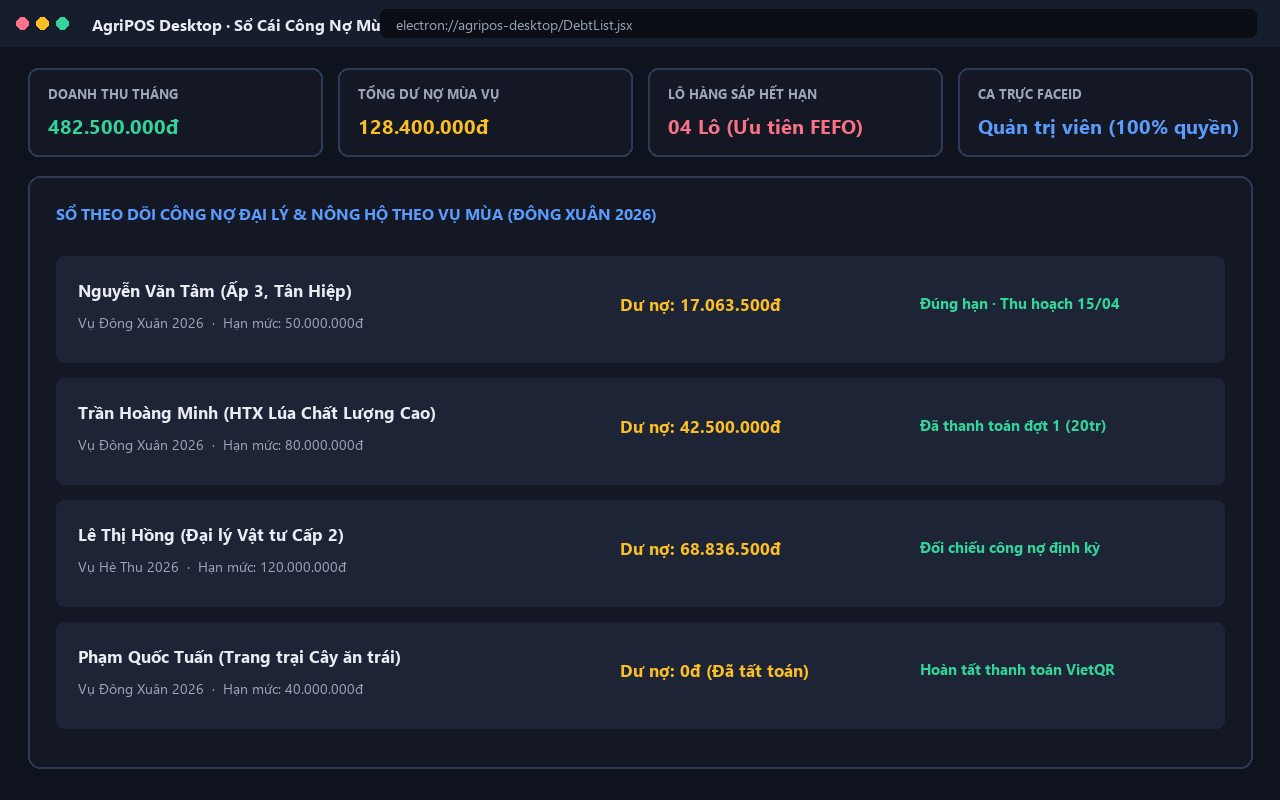 AgriPOS Desktop · Sổ Cái Công Nợ Mù
electron://agripos-desktop/DebtList.jsx
DOANH THU THÁNG
482.500.000đ
TỔNG DƯ NỢ MÙA VỤ
128.400.000đ
LÔ HÀNG SẮP HẾT HẠN
04 Lô (Ưu tiên FEFO)
CA TRỰC FACEID
Quản trị viên (100% quyền)
SỔ THEO DÕI CÔNG NỢ ĐẠI LÝ & NÔNG HỘ THEO VỤ MÙA (ĐÔNG XUÂN 2026)
Nguyễn Văn Tâm (Ấp 3, Tân Hiệp)
Vụ Đông Xuân 2026 · Hạn mức: 50.000.000đ
Dư nợ: 17.063.500đ
Đúng hạn · Thu hoạch 15/04
Trần Hoàng Minh (HTX Lúa Chất Lượng Cao)
Vụ Đông Xuân 2026 · Hạn mức: 80.000.000đ
Dư nợ: 42.500.000đ
Đã thanh toán đợt 1 (20tr)
Lê Thị Hồng (Đại lý Vật tư Cấp 2)
Vụ Hè Thu 2026 · Hạn mức: 120.000.000đ
Dư nợ: 68.836.500đ
Đối chiếu công nợ định kỳ
Phạm Quốc Tuấn (Trang trại Cây ăn trái)
Vụ Đông Xuân 2026 · Hạn mức: 40.000.000đ
Dư nợ: 0đ (Đã tất toán)
Hoàn tất thanh toán VietQR